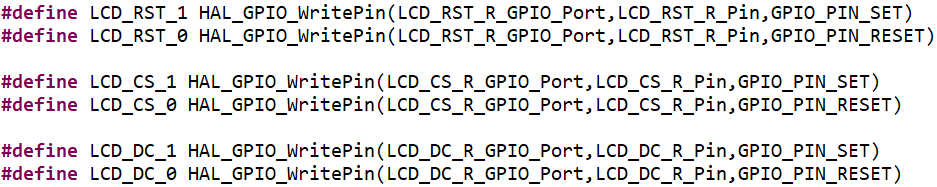 #define LCD_RST_1 HAL_GPIO_WritePin(LCD_RST_R_GPIO_Port,LCD_RST_R_Pin,GPIO_PIN_SET)
#define LCD_RST_0 HAL_GPIO_WritePin(LCD_RST_R_GPIO_Port,LCD_RST_R_Pin,GPIO_PIN_RESET)
#define LCD_CS_1 HAL_GPIO_WritePin(LCD_CS_R_GPIO_Port,LCD_CS_R_Pin,GPIO_PIN_SET)
#define LCD_CS_0 HAL_GPIO_WritePin(LCD_CS_R_GPIO_Port,LCD_CS_R_Pin,GPIO_PIN_RESET)
#define LCD_DC_1 HAL_GPIO_WritePin(LCD_DC_R_GPIO_Port,LCD_DC_R_Pin,GPIO_PIN_SET)
#define LCD_DC_0 HAL_GPIO_WritePin(LCD_DC_R_GPIO_Port,LCD_DC_R_Pin,GPIO_PIN_RESET)